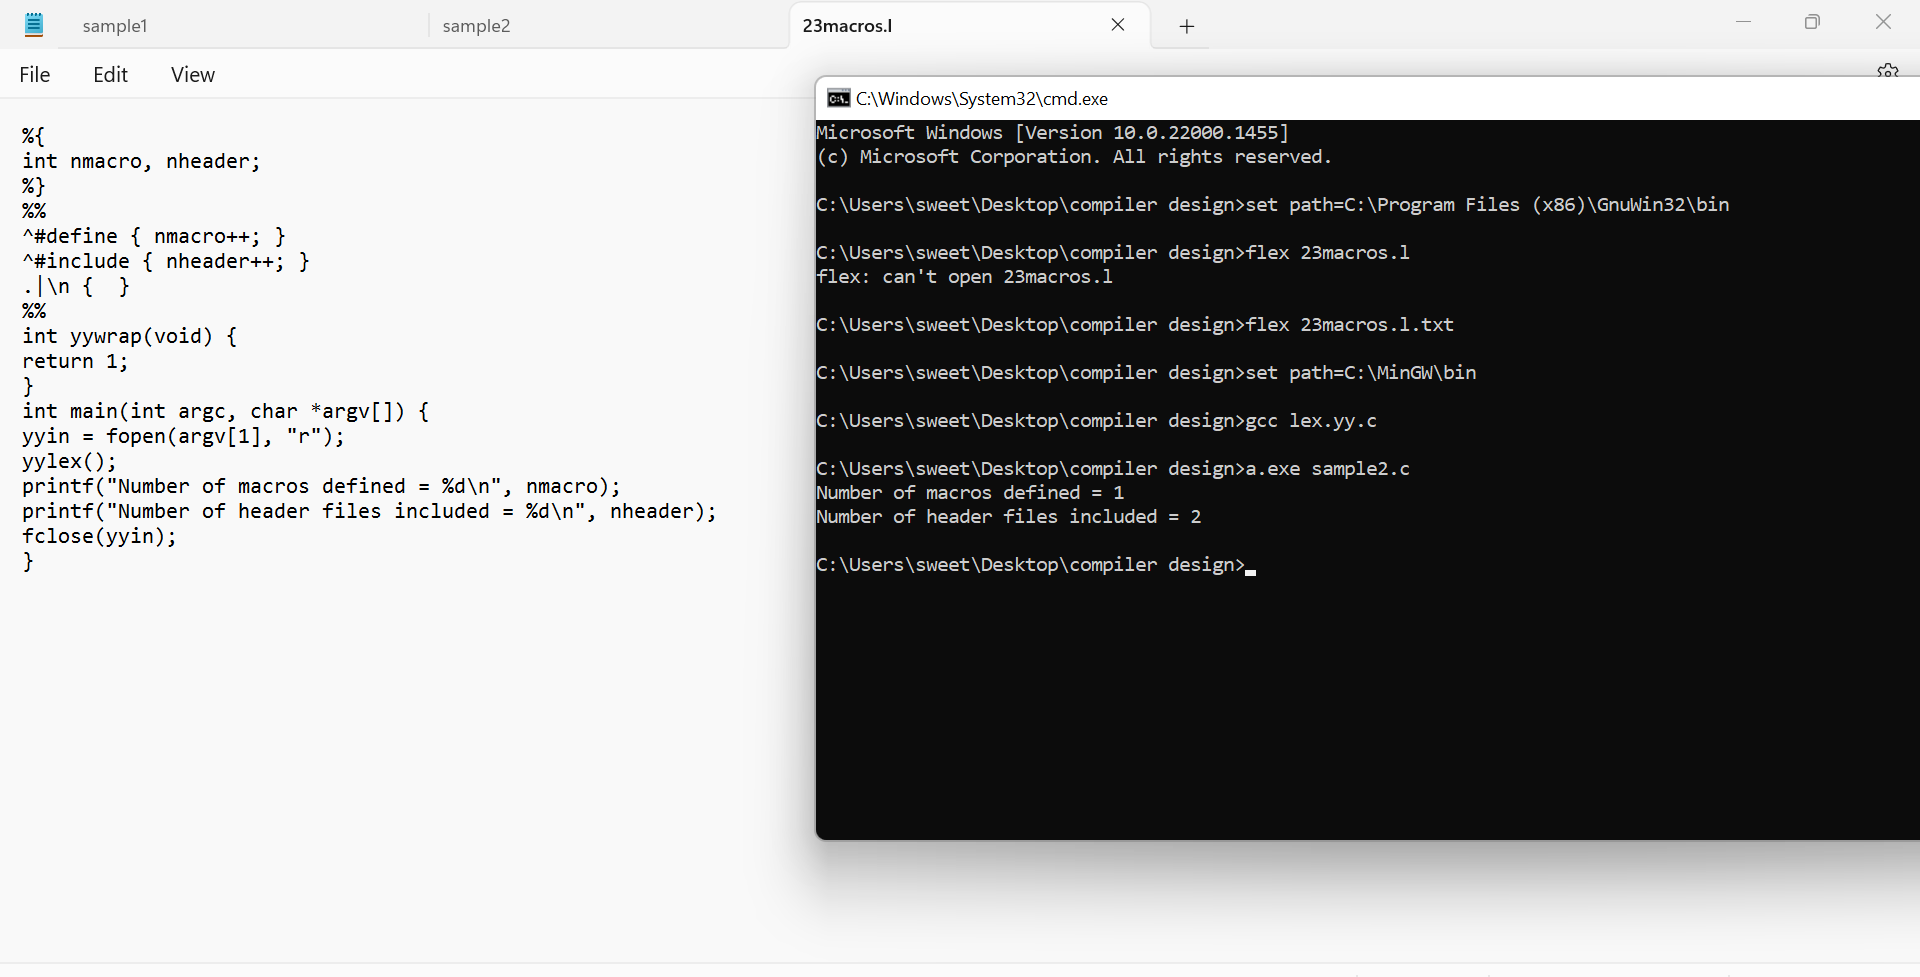 sample1
sample2
23macros.l
File
Edit
View
%{
int nmacro, nheader;
%}
%%
^#define { nmacro++; }
^#include { nheader++; }
.|\n {  }
%%
int yywrap(void) {
return 1;
}
int main(int argc, char *argv[]) {
yyin = fopen(argv[1], "r");
yylex();
printf("Number of macros defined = %d\n", nmacro);
printf("Number of header files included = %d\n", nheader);
fclose(yyin);
}
C:\Windows\System32\cmd.exe
Microsoft Windows [Version 10.0.22000.1455]
(c) Microsoft Corporation. All rights reserved.
C:\Users\sweet\Desktop\compiler design>set path=C:\Program Files (x86)\GnuWin32\bin
C:\Users\sweet\Desktop\compiler design>flex 23macros.l
flex: can't open 23macros.l
C:\Users\sweet\Desktop\compiler design>flex 23macros.l.txt
C:\Users\sweet\Desktop\compiler design>set path=C:\MinGW\bin
C:\Users\sweet\Desktop\compiler design>gcc lex.yy.c
C:\Users\sweet\Desktop\compiler design>a.exe sample2.c
Number of macros defined = 1
Number of header files included = 2
C:\Users\sweet\Desktop\compiler design>